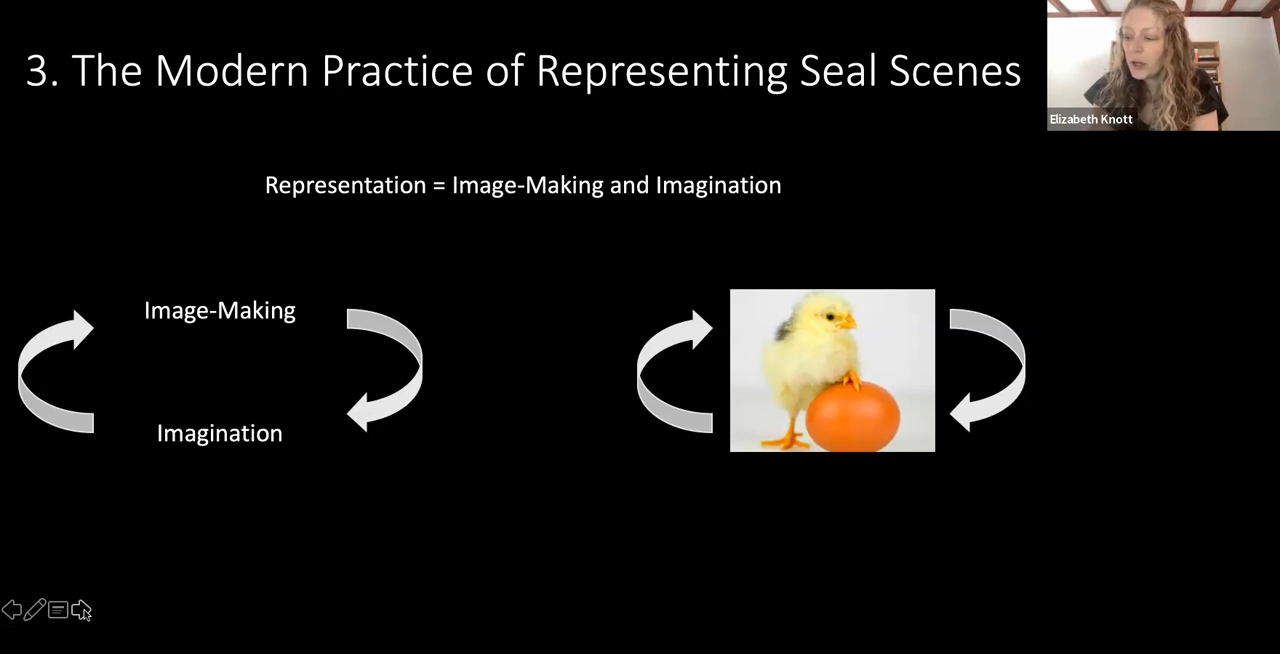 3. The Modern Practice of Representing Seal Scenes
Elizabeth Knott
Representation = Image-Making and Imagination
Image-Making
Imagination